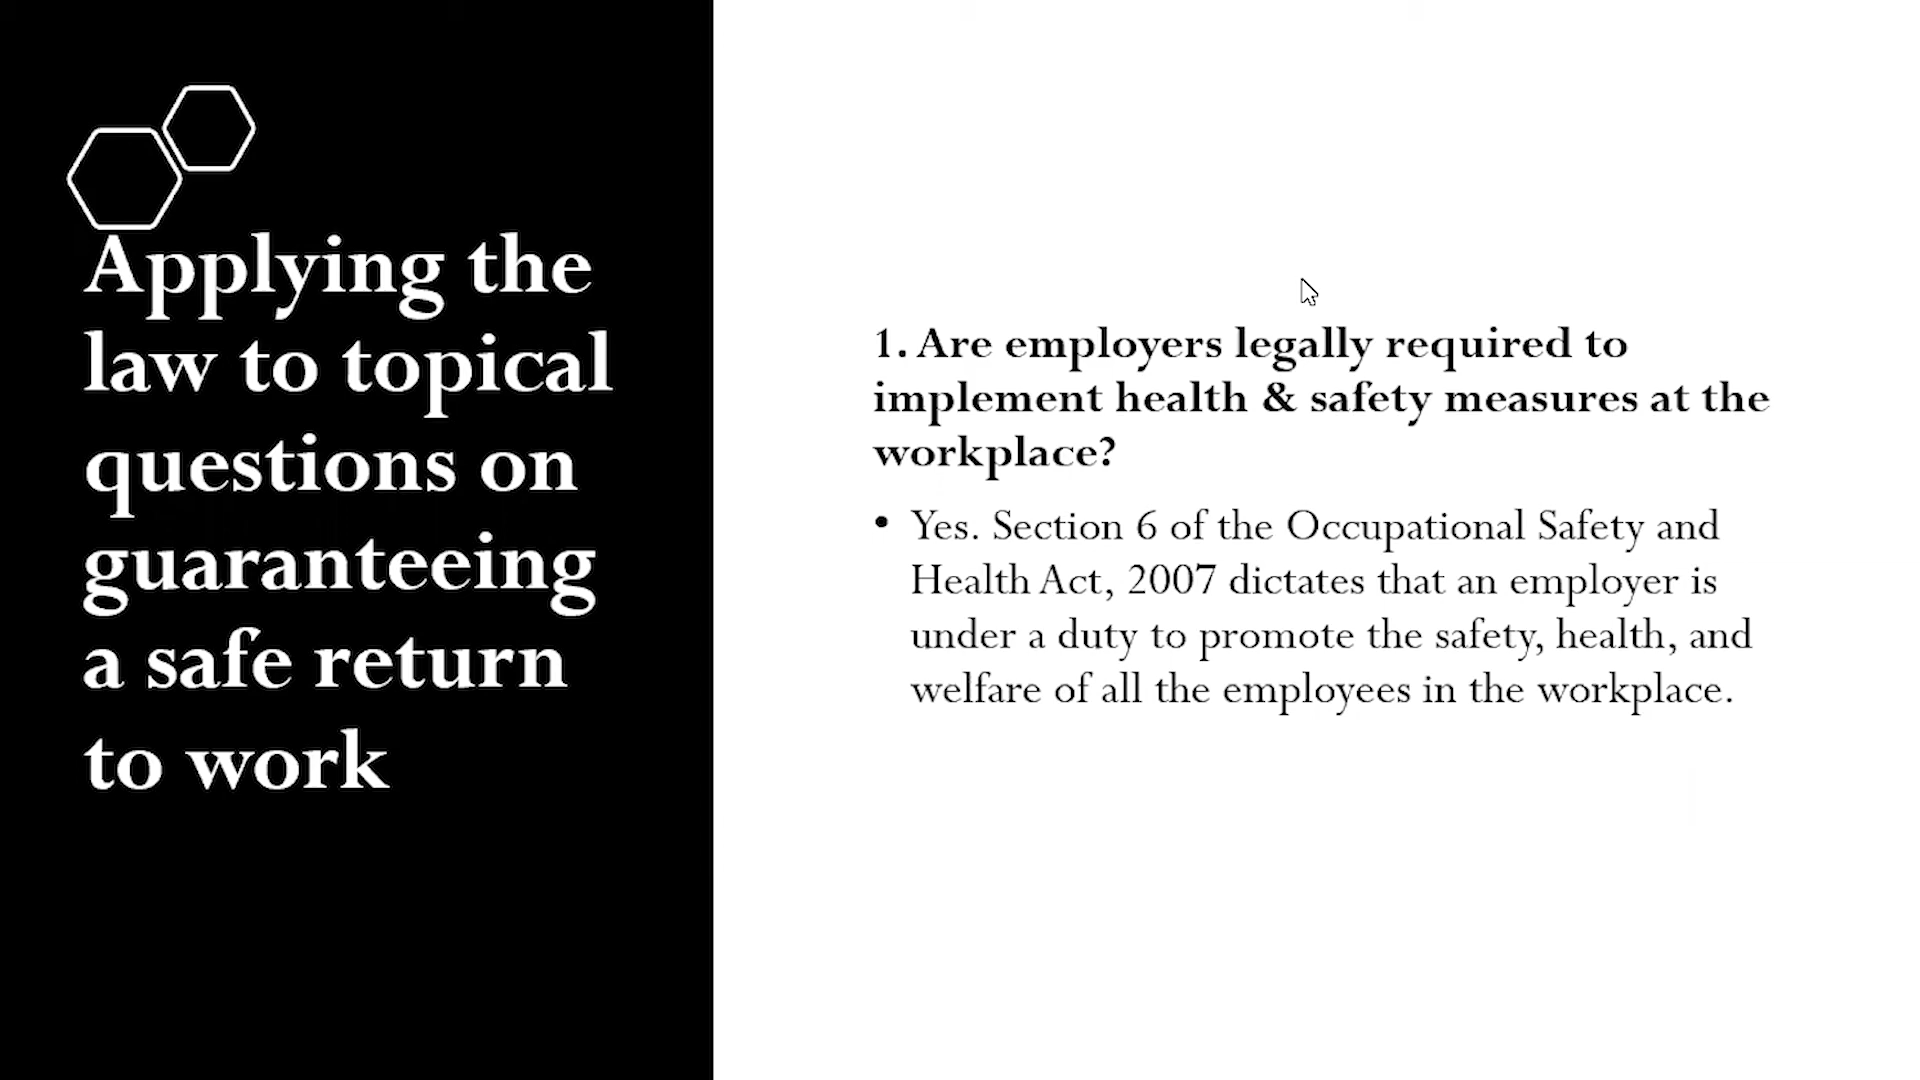 Applying the
law to topical
questions on
guaranteeing
a safe return
to work
1. Are employers legally required to
implement health & safety measures at the
workplace?
• Yes. Section 6 of the Occupational Safety and
Health Act, 2007 dictates that an employer is
under a duty to promote the safety, health, and
welfare of all the employees in the workplace.